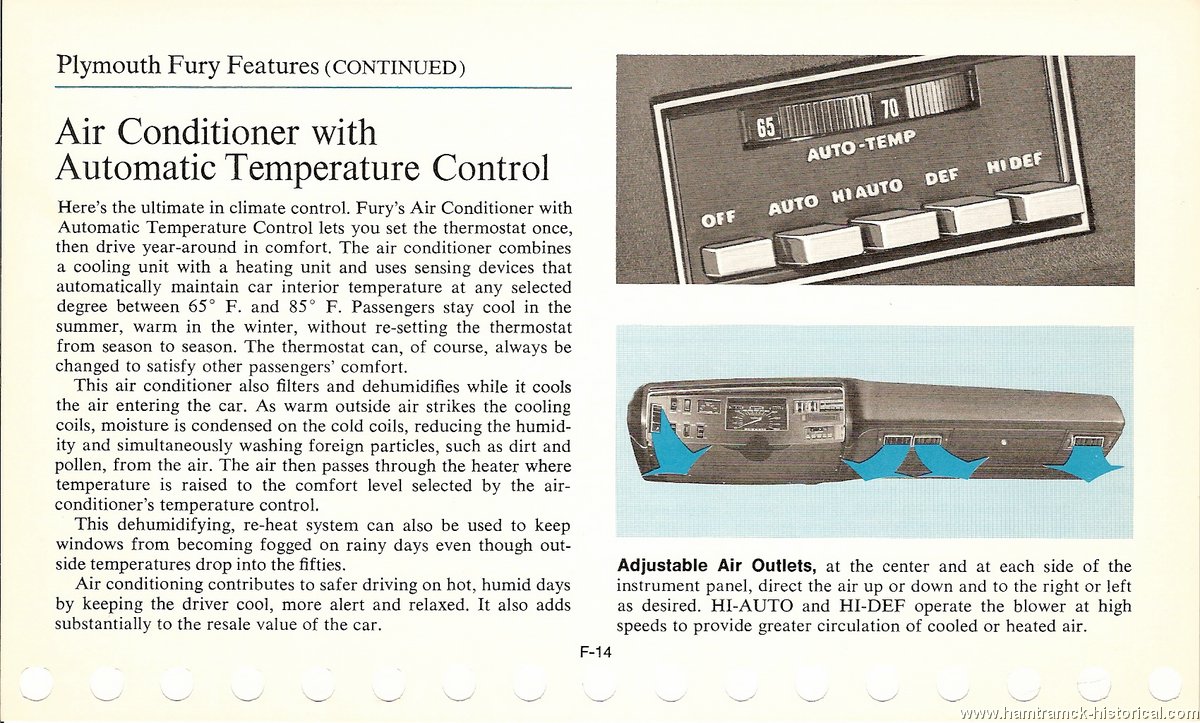 Plymouth Fury Features (CONTINUED)
Air Conditioner with
Automatic Temperature Control
Here's the ultimate in climate control. Fury's Air Conditioner with
Automatic Temperature Control lets you set the thermostat once,
then drive year-around in comfort. The air conditioner combines
a cooling unit with a heating unit and uses sensing devices that
automatically maintain car interior temperature at any selected
degree between 65° F. and 85° F. Passengers stay cool in the
summer, warm in the winter, without re-setting the thermostat
from season to season. The thermostat can, of course, always be
changed to satisfy other passengers' comfort.
This air conditioner also filters and dehumidifies while it cools
the air entering the car. As warm outside air strikes the cooling
coils, moisture is condensed on the cold coils, reducing the humid-
ity and simultaneously washing foreign particles, such as dirt and
pollen, from the air. The air then passes through the heater where
temperature is raised to the comfort level selected by the air-
conditioner's temperature control.
This dehumidifying, re-heat system can also be used to keep
windows from becoming fogged on rainy days even though out-
side temperatures drop into the fifties.
Air conditioning contributes to safer driving on hot, humid days
by keeping the driver cool, more alert and relaxed. It also adds
substantially to the resale value of the car.
65 70
AUTO-TEMP
OFF AUTO HI AUTO DEF HI DEF
Adjustable Air Outlets, at the center and at each side of the
instrument panel, direct the air up or down and to the right or left
as desired. HI-AUTO and HI-DEF operate the blower at high
speeds to provide greater circulation of cooled or heated air.
F-14
www.hamtramck-historical.com